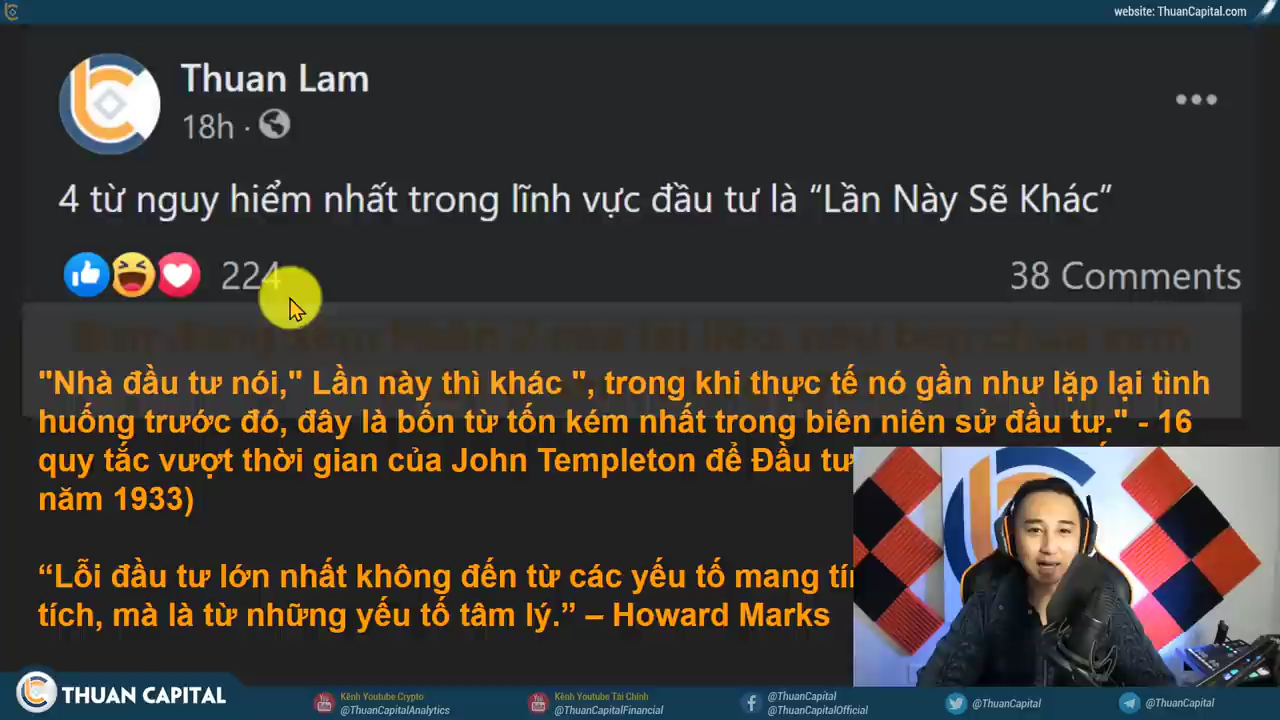 website: ThuanCapital.com
Thuan Lam
18h ·
4 từ nguy hiểm nhất trong lĩnh vực đầu tư là “Lần Này Sẽ Khác”
224
38 Comments
"Nhà đầu tư nói," Lần này thì khác ", trong khi thực tế nó gần như lặp lại tình
huống trước đó, đây là bốn từ tốn kém nhất trong biên niên sử đầu tư." - 16
quy tắc vượt thời gian của John Templeton để Đầu tư
năm 1933)
“Lỗi đầu tư lớn nhất không đến từ các yếu tố mang
tích, mà là từ những yếu tố tâm lý.” – Howard Marks
THUAN CAPITAL
Kênh Youtube Crypto
@ThuanCapitalAnalytics
Kênh Youtube Tài Chính
@ThuanCapitalFinancial
@ThuanCapital
@ThuanCapitalOfficial
@ThuanCapital
@ThuanCapital